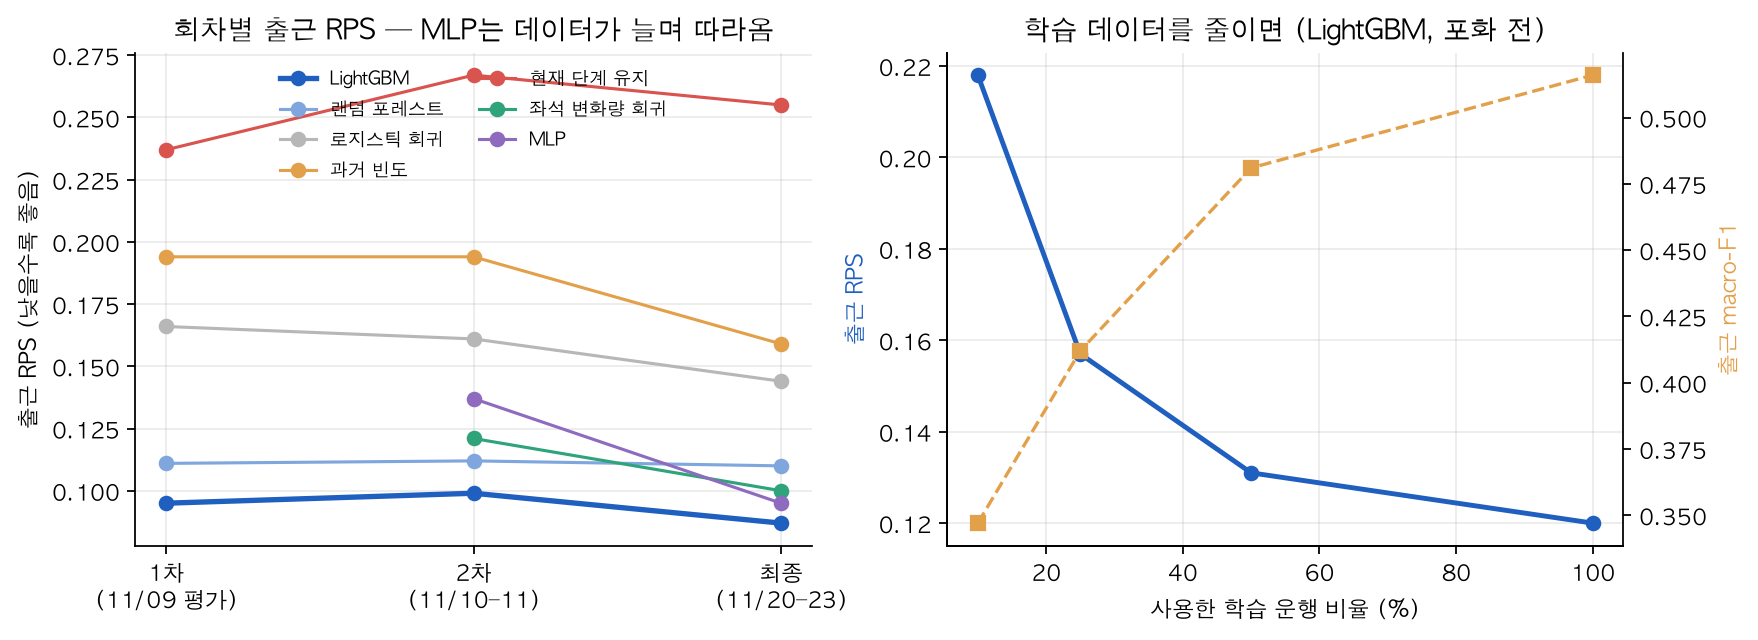 회차별 출근 RPS — MLP는 데이터가 늘며 따라옴
출근 RPS (낮을수록 좋음)
0.275
0.250
0.225
0.200
0.175
0.150
0.125
0.100
LightGBM
랜덤 포레스트
로지스틱 회귀
과거 빈도
현재 단계 유지
좌석 변화량 회귀
MLP
1차
(11/09 평가)
2차
(11/10–11)
최종
(11/20–23)
학습 데이터를 줄이면 (LightGBM, 포화 전)
출근 RPS
0.22
0.20
0.18
0.16
0.14
0.12
20
40
60
80
100
사용한 학습 운행 비율 (%)
0.500
0.475
0.450
0.425
0.400
0.375
0.350
출근 macro-F1